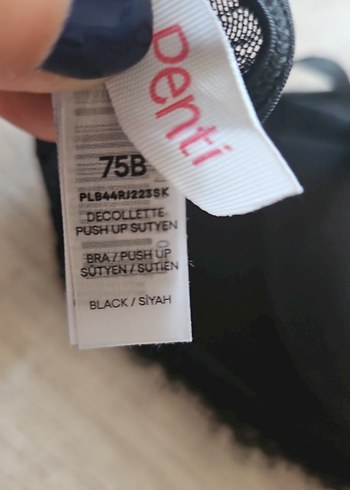 Penti
75B
PLB44RJ223SK
DECOLLETTE
PUSH UP SUTYEN
BRA / PUSH UP
SÜTYEN / SUTIEN
BLACK / SİYAH